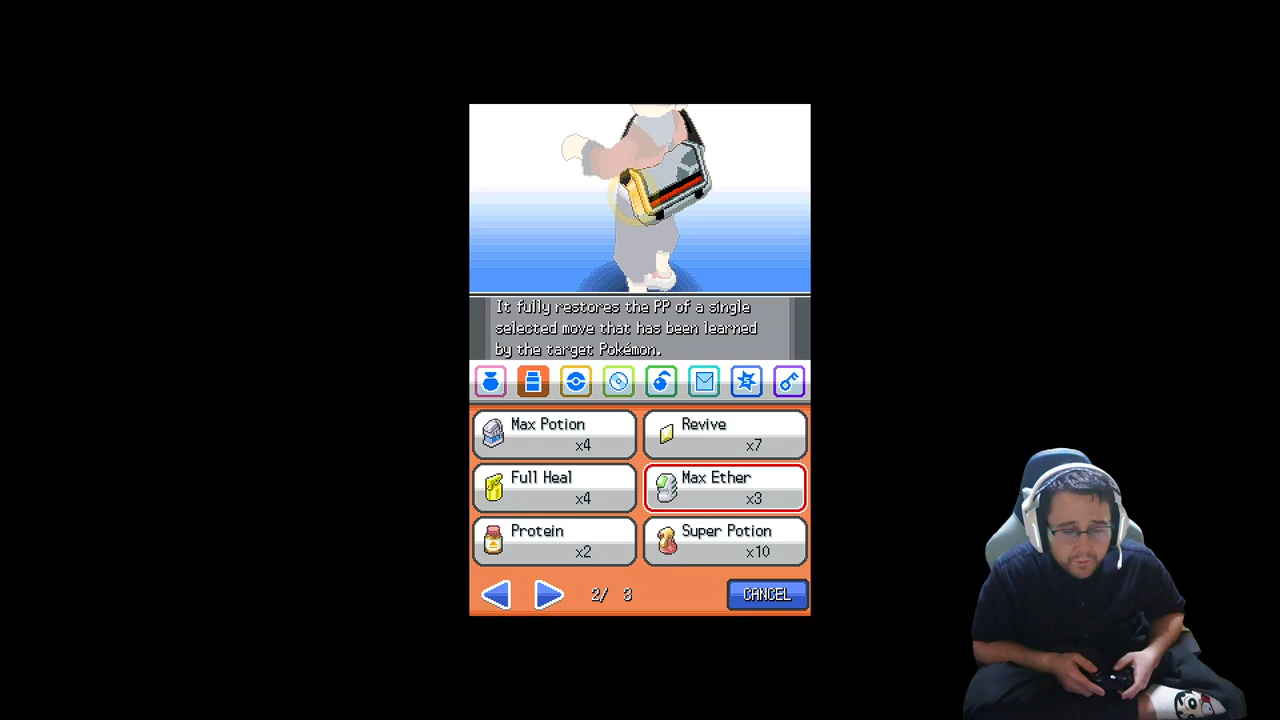 It fully restores the PP of a single
selected move that has been learned
by the target Pokémon.
Max Potion
x4
Revive
x7
Full Heal
x4
Max Ether
x3
Protein
x2
Super Potion
x10
2/ 3
CANCEL